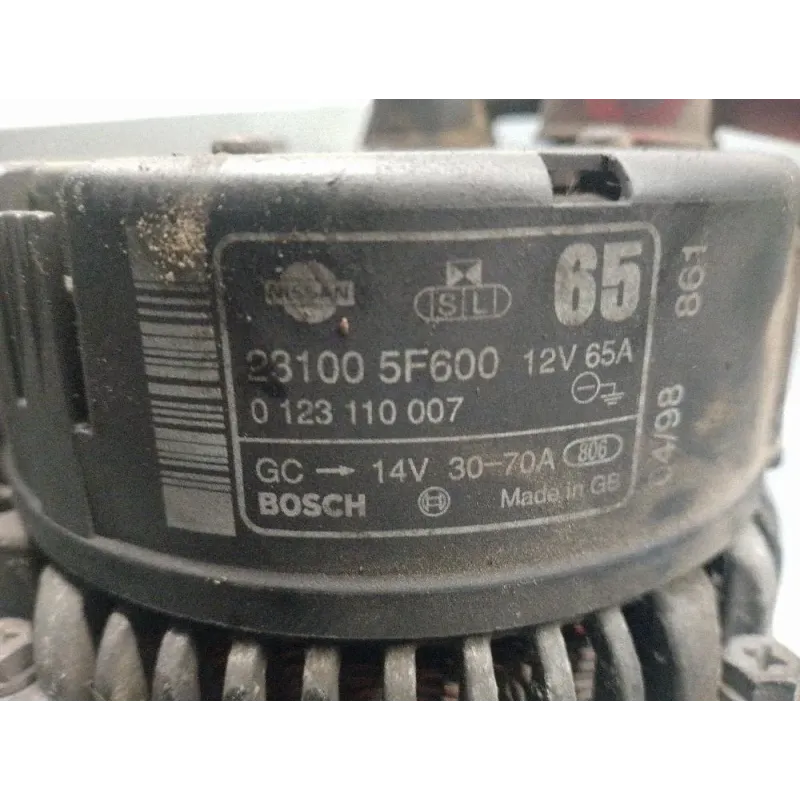 NISSAN
S L
65
23100 5F600 12V 65A
0 123 110 007
GC → 14V 30-70A 806
BOSCH Made in GB
04/98 861